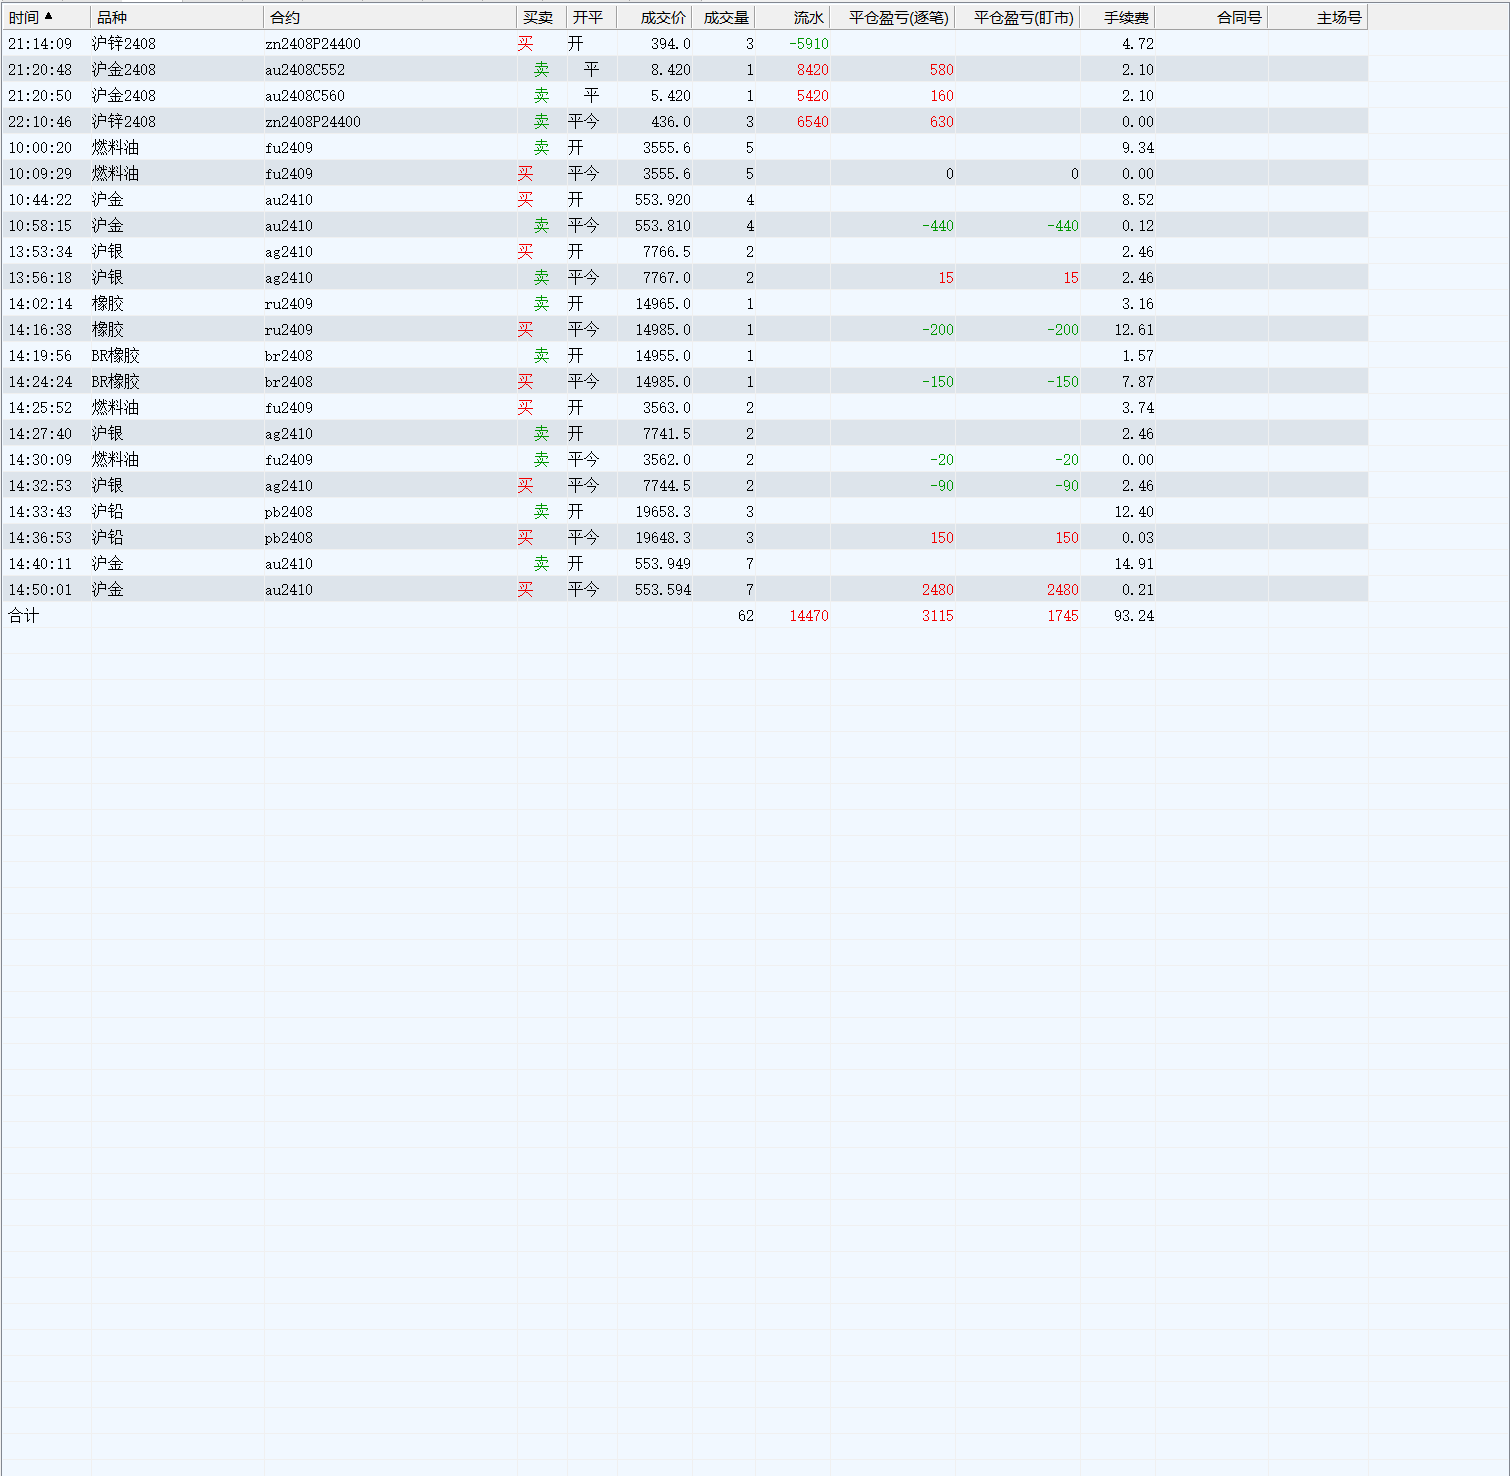 时间▲ 品种 合约 买卖 开平 成交价 成交量 流水 平仓盈亏(逐笔) 平仓盈亏(盯市) 手续费 合同号 主场号
21:14:09 沪锌2408 zn2408P24400 买 开 394.0 3 -5910 4.72
21:20:48 沪金2408 au2408C552 卖 平 8.420 1 8420 580 2.10
21:20:50 沪金2408 au2408C560 卖 平 5.420 1 5420 160 2.10
22:10:46 沪锌2408 zn2408P24400 卖 平今 436.0 3 6540 630 0.00
10:00:20 燃料油 fu2409 卖 开 3555.6 5 9.34
10:09:29 燃料油 fu2409 买 平今 3555.6 5 0 0 0.00
10:44:22 沪金 au2410 买 开 553.920 4 8.52
10:58:15 沪金 au2410 卖 平今 553.810 4 -440 -440 0.12
13:53:34 沪银 ag2410 买 开 7766.5 2 2.46
13:56:18 沪银 ag2410 卖 平今 7767.0 2 15 15 2.46
14:02:14 橡胶 ru2409 卖 开 14965.0 1 3.16
14:16:38 橡胶 ru2409 买 平今 14985.0 1 -200 -200 12.61
14:19:56 BR橡胶 br2408 卖 开 14955.0 1 1.57
14:24:24 BR橡胶 br2408 买 平今 14985.0 1 -150 -150 7.87
14:25:52 燃料油 fu2409 买 开 3563.0 2 3.74
14:27:40 沪银 ag2410 卖 开 7741.5 2 2.46
14:30:09 燃料油 fu2409 卖 平今 3562.0 2 -20 -20 0.00
14:32:53 沪银 ag2410 买 平今 7744.5 2 -90 -90 2.46
14:33:43 沪铅 pb2408 卖 开 19658.3 3 12.40
14:36:53 沪铅 pb2408 买 平今 19648.3 3 150 150 0.03
14:40:11 沪金 au2410 卖 开 553.949 7 14.91
14:50:01 沪金 au2410 买 平今 553.594 7 2480 2480 0.21
合计 62 14470 3115 1745 93.24